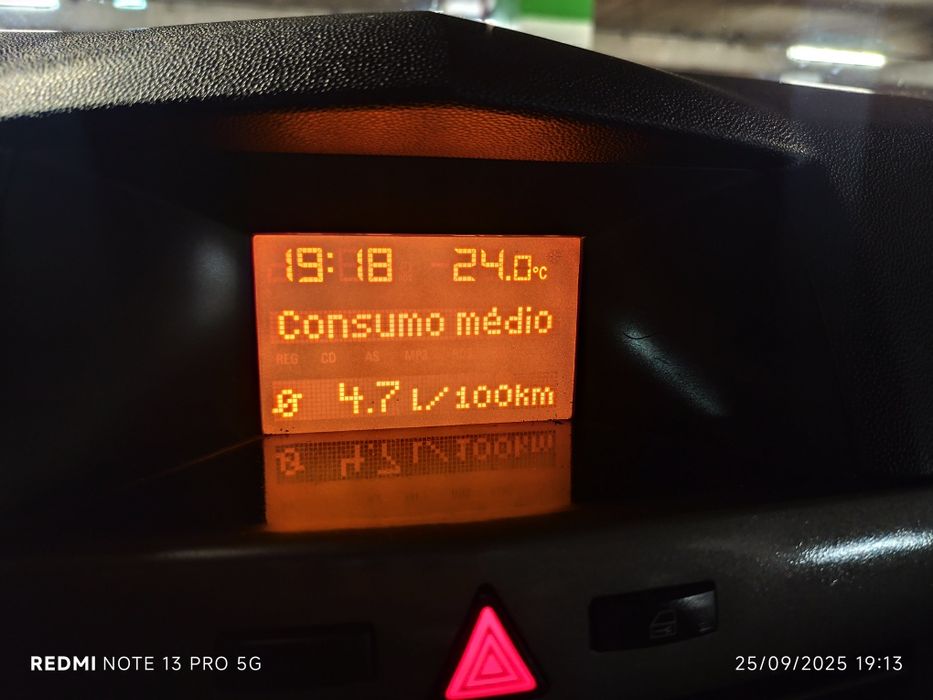 19:18 24.0°C
Consumo médio
REG CD AS MP3
Ø 4.7 l/100km
REDMI NOTE 13 PRO 5G
25/09/2025 19:13